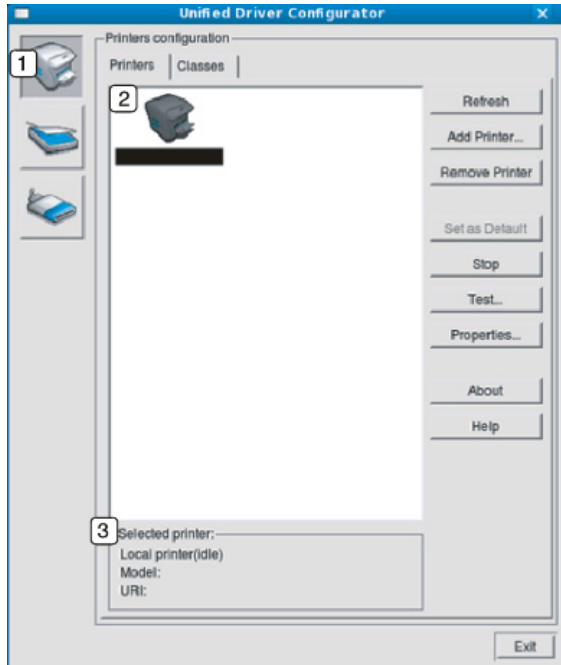 Unified Driver Configurator
Printers configuration
1
Printers
Classes
2
Refresh
Add Printer...
Remove Printer
Set as Default
Stop
Test...
Properties...
About
Help
3
Selected printer:
Local printer(idle)
Model:
URI:
Exit